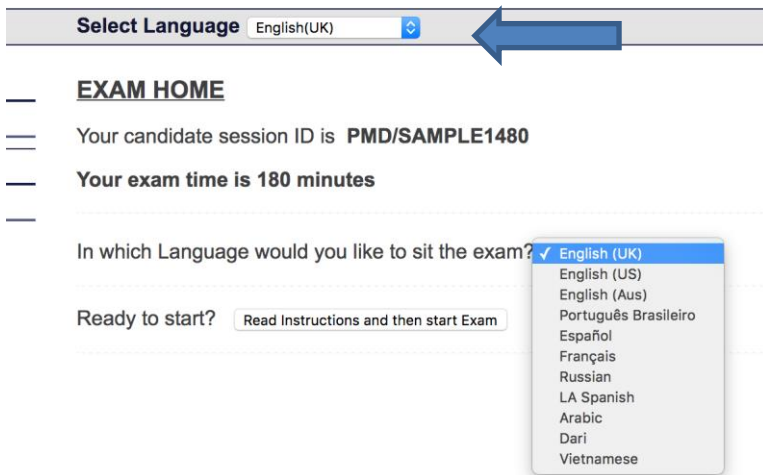 Select Language English(UK)
EXAM HOME
Your candidate session ID is PMD/SAMPLE1480
Your exam time is 180 minutes
In which Language would you like to sit the exam? ✓ English (UK)
English (US)
English (Aus)
Português Brasileiro
Español
Français
Russian
LA Spanish
Arabic
Dari
Vietnamese
Ready to start? Read Instructions and then start Exam